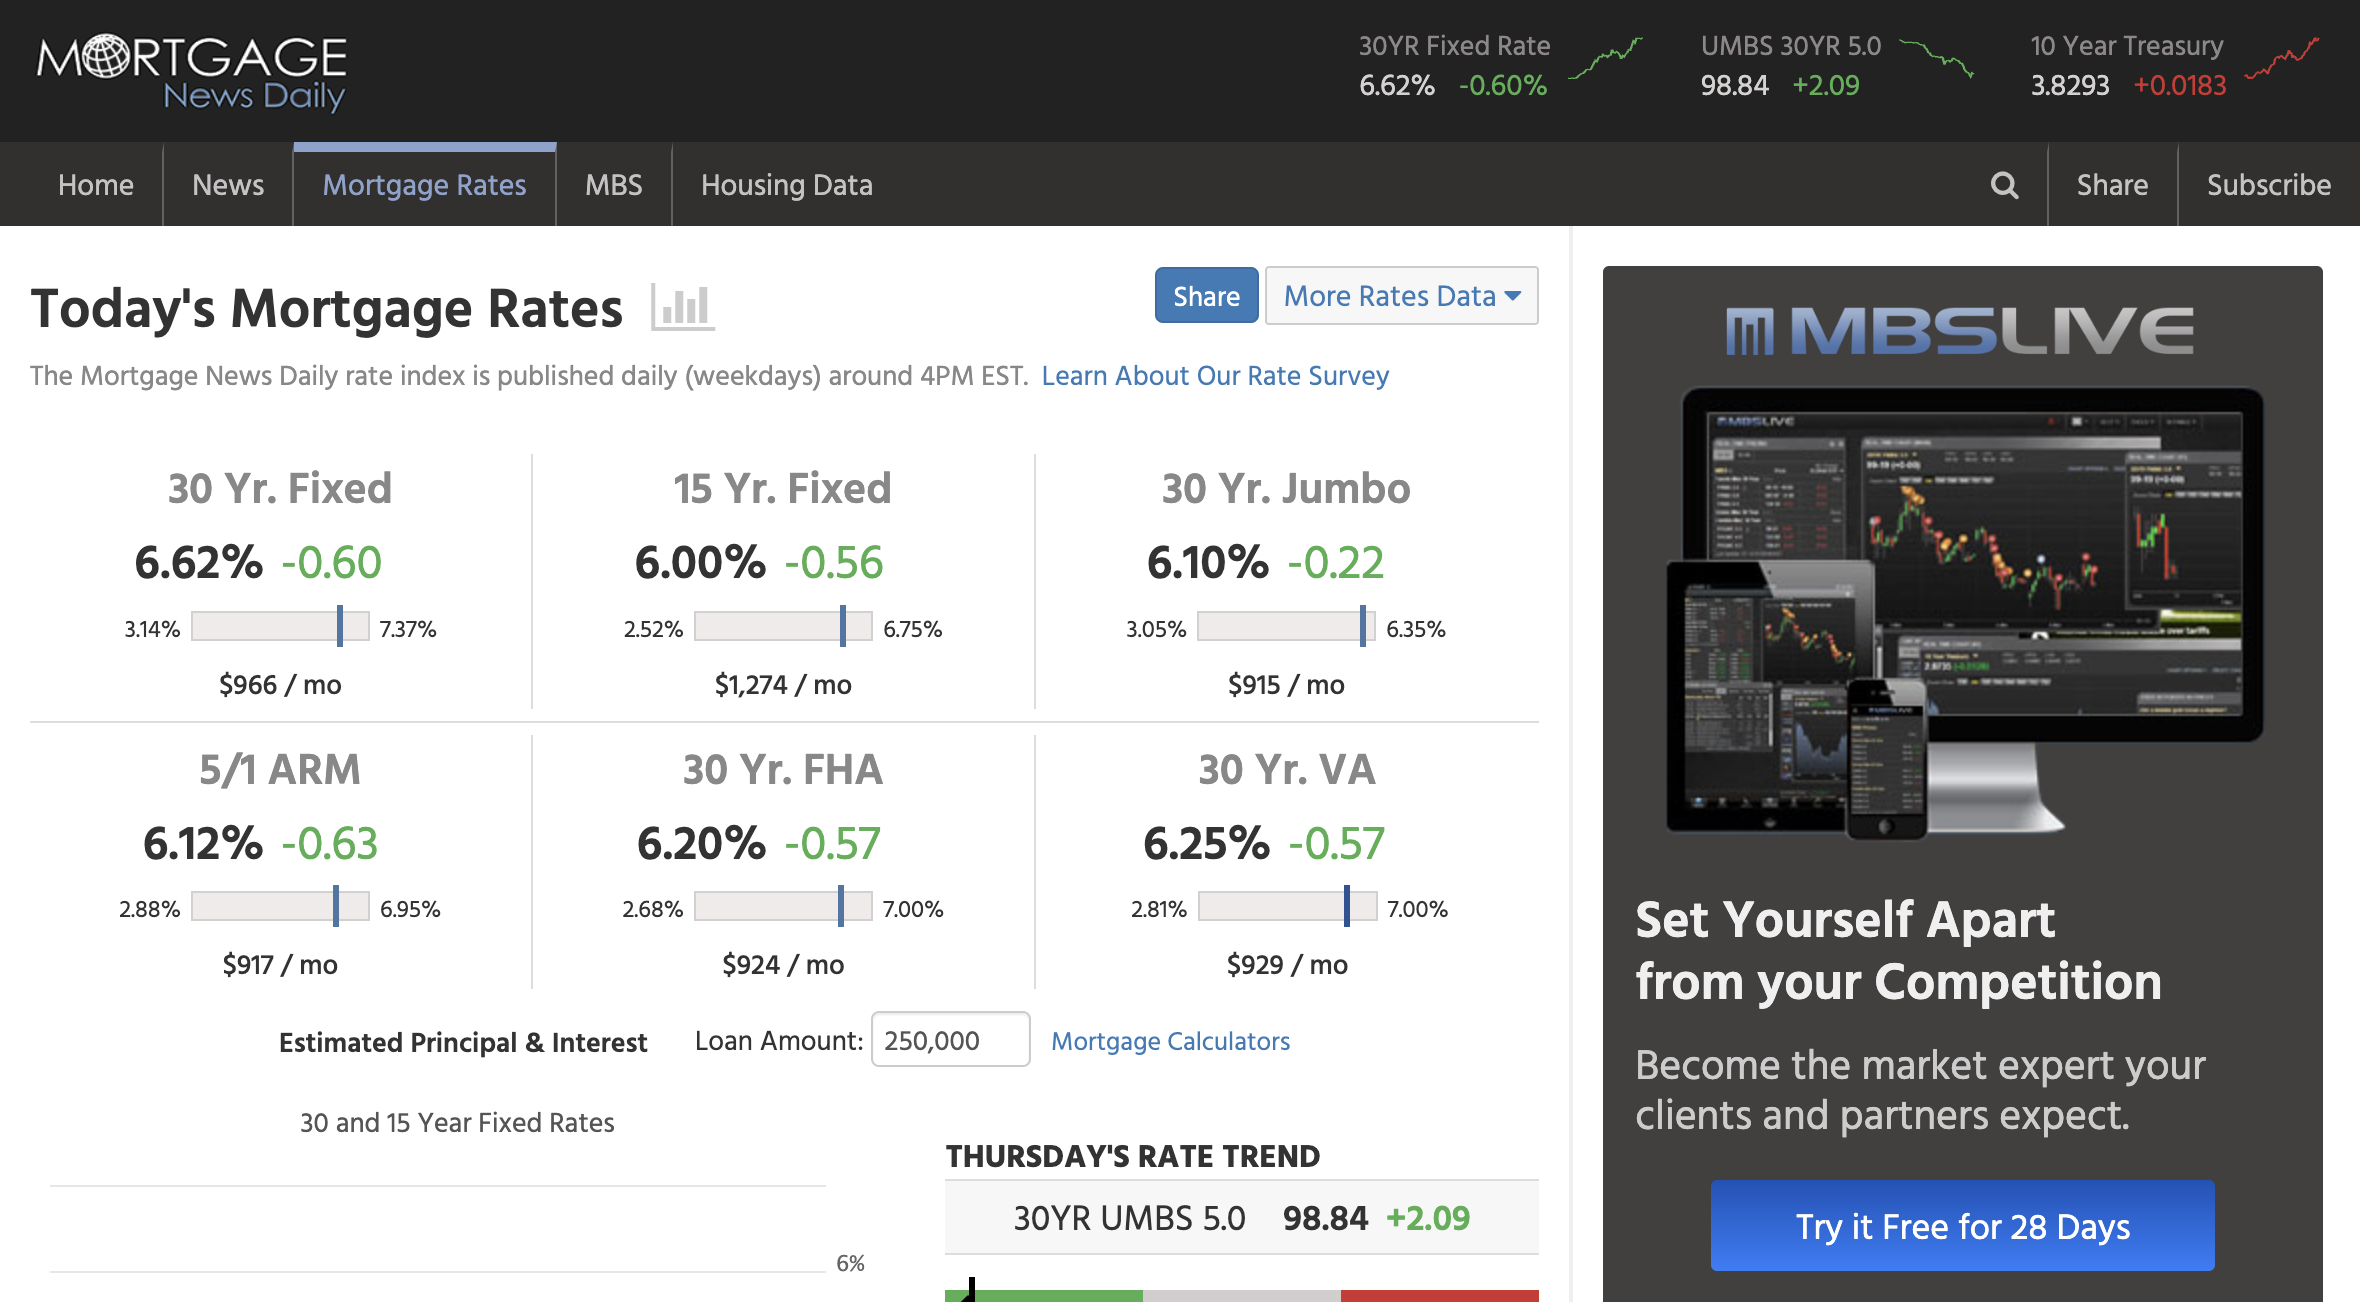 MORTGAGE
News Daily
30YR Fixed Rate
6.62% -0.60%
UMBS 30YR 5.0
98.84 +2.09
10 Year Treasury
3.8293 +0.0183
Home
News
Mortgage Rates
MBS
Housing Data
Share
Subscribe
Today's Mortgage Rates
Share
More Rates Data
The Mortgage News Daily rate index is published daily (weekdays) around 4PM EST. Learn About Our Rate Survey
30 Yr. Fixed
6.62% -0.60
3.14% 7.37%
$966 / mo
15 Yr. Fixed
6.00% -0.56
2.52% 6.75%
$1,274 / mo
30 Yr. Jumbo
6.10% -0.22
3.05% 6.35%
$915 / mo
5/1 ARM
6.12% -0.63
2.88% 6.95%
$917 / mo
30 Yr. FHA
6.20% -0.57
2.68% 7.00%
$924 / mo
30 Yr. VA
6.25% -0.57
2.81% 7.00%
$929 / mo
Estimated Principal & Interest Loan Amount: 250,000 Mortgage Calculators
30 and 15 Year Fixed Rates
6%
THURSDAY'S RATE TREND
30YR UMBS 5.0 98.84 +2.09
MBSLIVE
MBSLIVE
MBSLIVE
Set Yourself Apart
from your Competition
Become the market expert your
clients and partners expect.
Try it Free for 28 Days